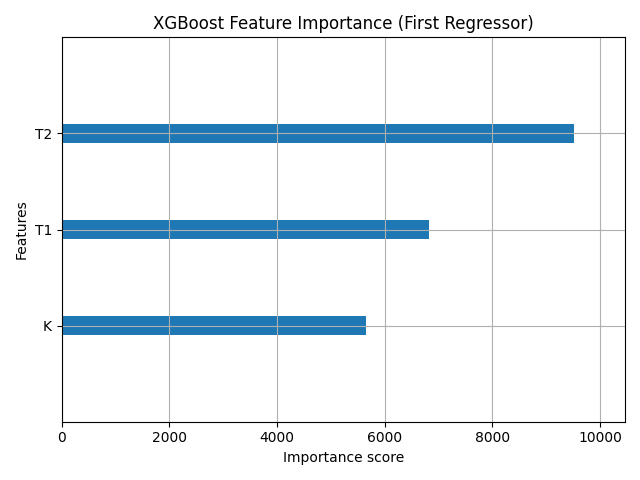 XGBoost Feature Importance (First Regressor)
Features
T2
T1
K
0 2000 4000 6000 8000 10000
Importance score